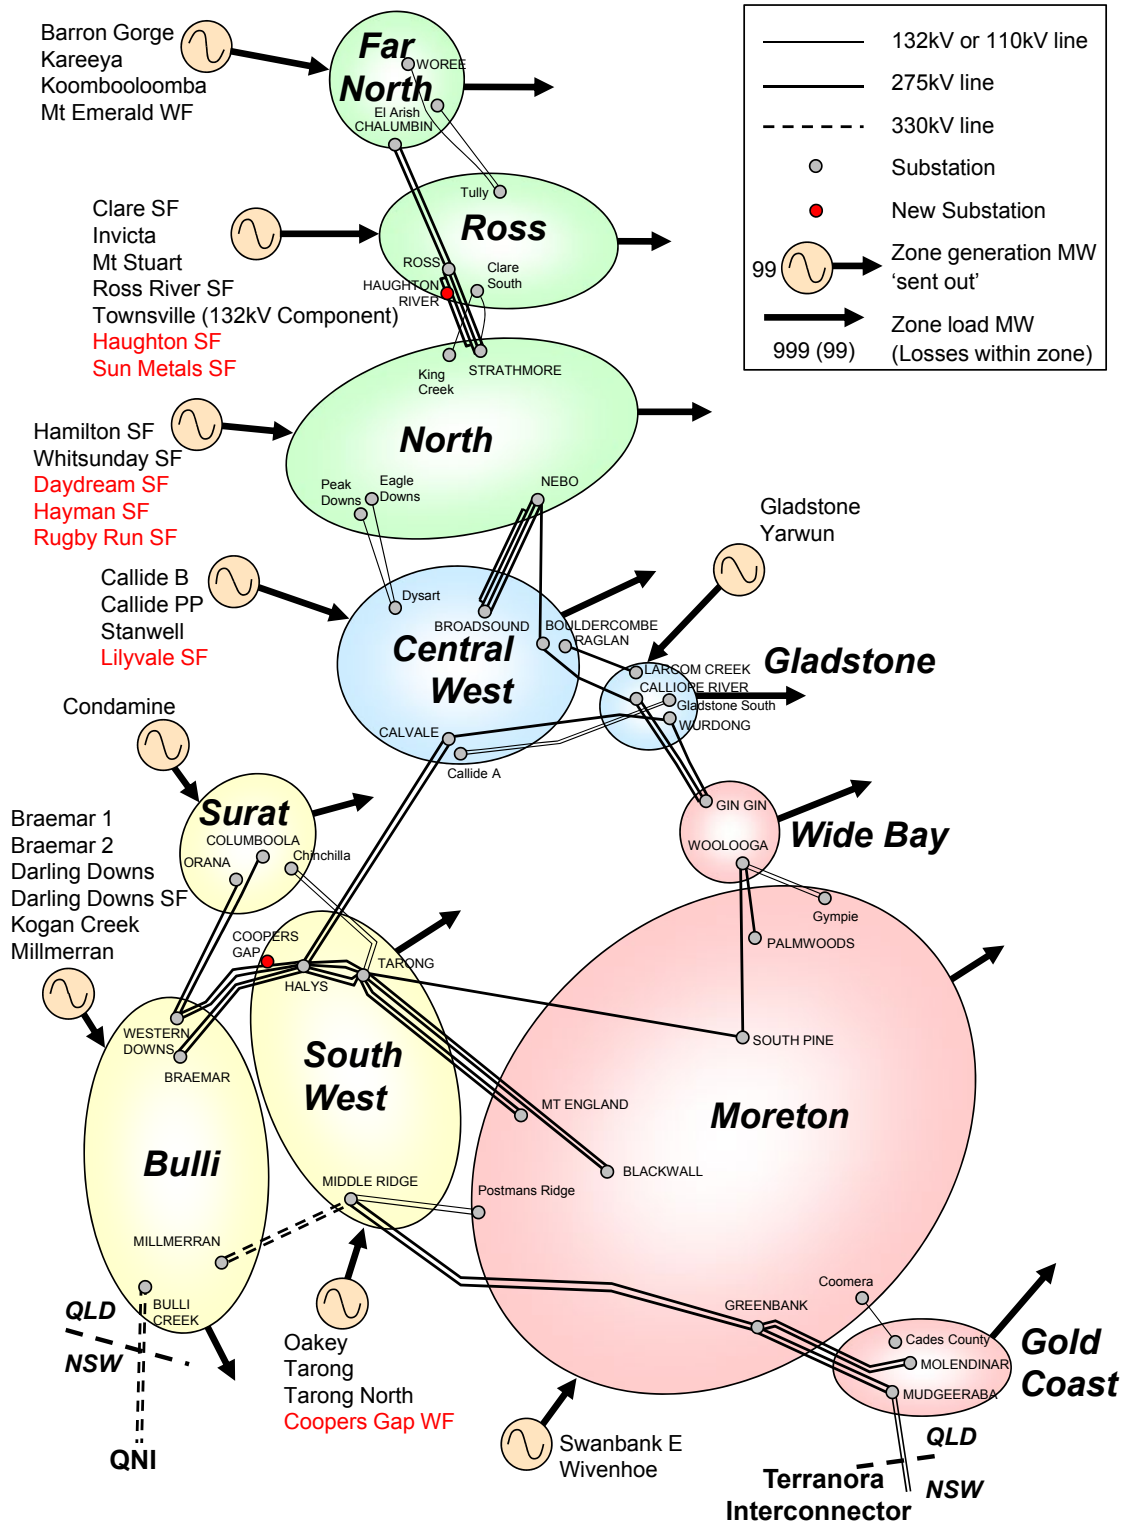 Barron Gorge
Kareeya
Koombooloomba
Mt Emerald WF
Far
North
WOREE
El Arish
CHALUMBIN
132kV or 110kV line
275kV line
330kV line
Substation
New Substation
99
Zone generation MW
‘sent out’
Zone load MW
999 (99)
(Losses within zone)
Clare SF
Invicta
Mt Stuart
Ross River SF
Townsville (132kV Component)
Haughton SF
Sun Metals SF
Tully
Ross
ROSS
Clare
South
HAUGHTON
RIVER
King
Creek
STRATHMORE
Hamilton SF
Whitsunday SF
Daydream SF
Hayman SF
Rugby Run SF
North
Peak
Downs
Eagle
Downs
NEBO
Gladstone
Yarwun
Callide B
Callide PP
Stanwell
Lilyvale SF
Dysart
BROADSOUND
BOULDERCOMBE
RAGLAN
Central
West
CALVALE
Callide A
LARCOM CREEK
CALLIOPE RIVER
Gladstone South
WURDONG
Gladstone
Condamine
Surat
COLUMBOOLA
ORANA
Chinchilla
GIN GIN
WOOLOOGA
Wide Bay
Gympie
PALMWOODS
Braemar 1
Braemar 2
Darling Downs
Darling Downs SF
Kogan Creek
Millmerran
COOPERS
GAP
HALYS
TARONG
WESTERN
DOWNS
BRAEMAR
South
West
SOUTH PINE
MT ENGLAND
Moreton
BLACKWALL
Bulli
MIDDLE RIDGE
Postmans Ridge
MILLMERRAN
BULLI
CREEK
QLD
NSW
QNI
Oakey
Tarong
Tarong North
Coopers Gap WF
Coomera
GREENBANK
Cades County
MOLENDINAR
MUDGEERABA
Gold
Coast
Swanbank E
Wivenhoe
QLD
NSW
Terranora
Interconnector